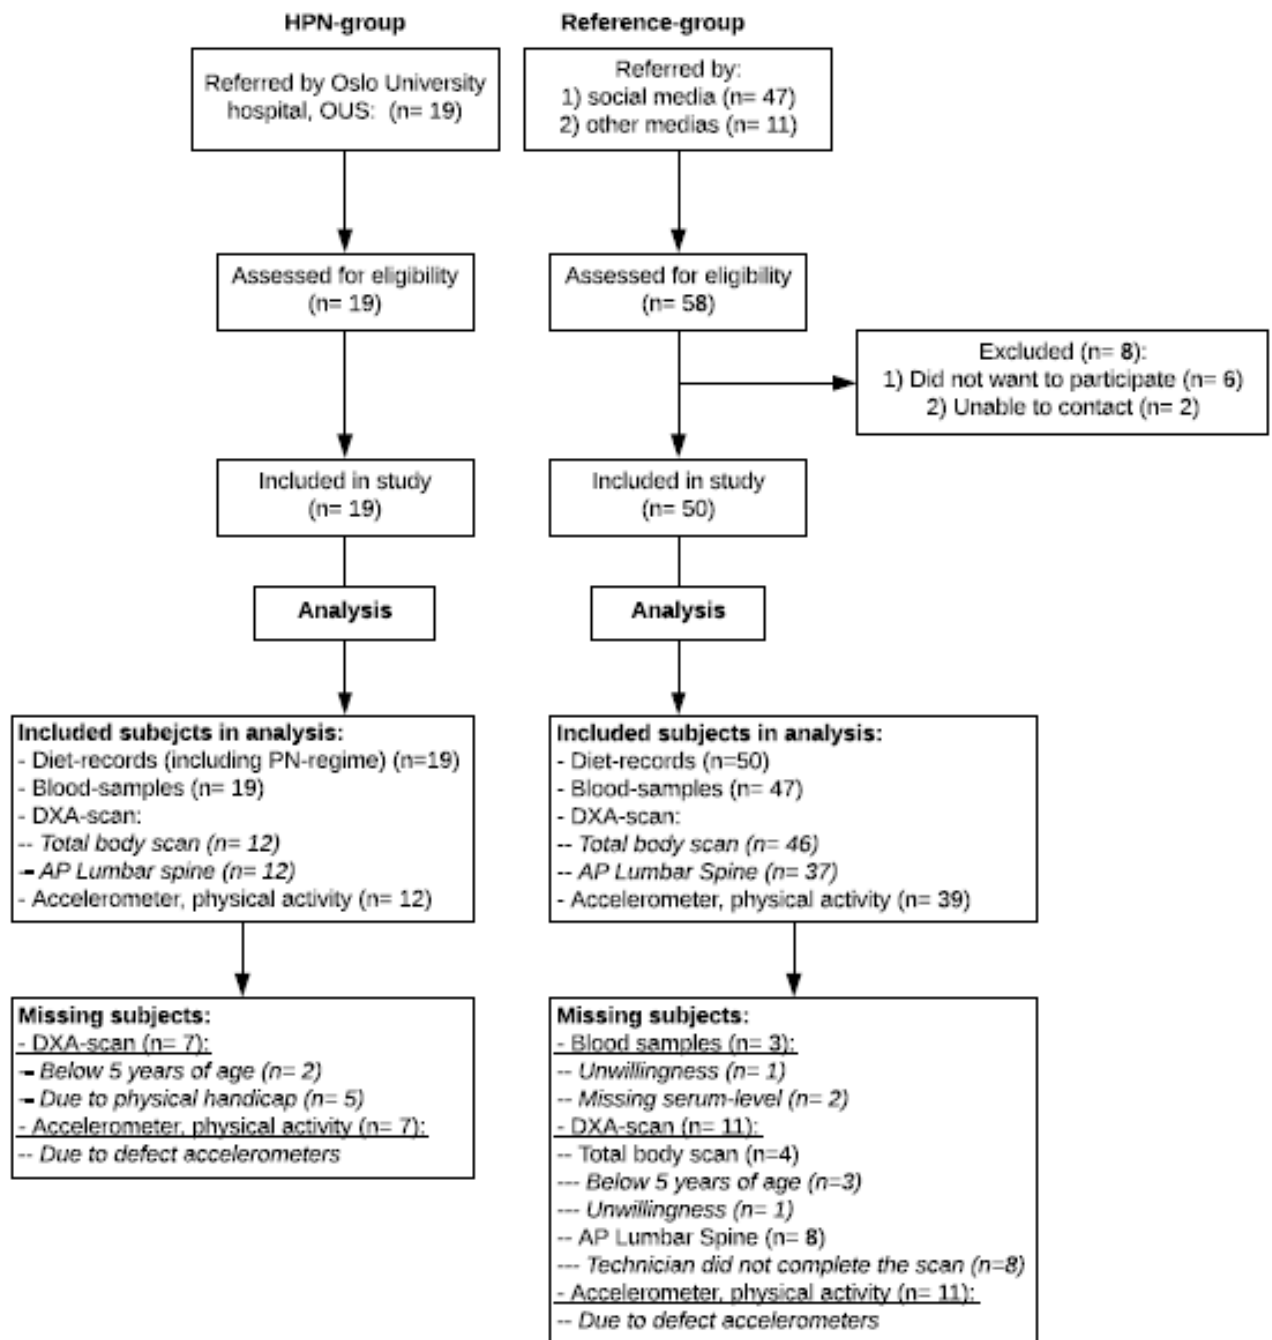 HPN-group
Referred by Oslo University
hospital, OUS: (n= 19)
Assessed for eligibility
(n= 19)
Included in study
(n= 19)
Analysis
Included subejcts in analysis:
- Diet-records (including PN-regime) (n=19)
- Blood-samples (n= 19)
- DXA-scan:
-- Total body scan (n= 12)
-- AP Lumbar spine (n= 12)
- Accelerometer, physical activity (n= 12)
Missing subjects:
- DXA-scan (n= 7):
-- Below 5 years of age (n= 2)
-- Due to physical handicap (n= 5)
- Accelerometer, physical activity (n= 7):
-- Due to defect accelerometers
Reference-group
Referred by:
1) social media (n= 47)
2) other medias (n= 11)
Assessed for eligibility
(n= 58)
Excluded (n= 8):
1) Did not want to participate (n= 6)
2) Unable to contact (n= 2)
Included in study
(n= 50)
Analysis
Included subjects in analysis:
- Diet-records (n=50)
- Blood-samples (n= 47)
- DXA-scan:
-- Total body scan (n= 46)
-- AP Lumbar Spine (n= 37)
- Accelerometer, physical activity (n= 39)
Missing subjects:
- Blood samples (n= 3):
-- Unwillingness (n= 1)
-- Missing serum-level (n= 2)
- DXA-scan (n= 11):
-- Total body scan (n=4)
--- Below 5 years of age (n=3)
--- Unwillingness (n= 1)
-- AP Lumbar Spine (n= 8)
--- Technician did not complete the scan (n=8)
- Accelerometer, physical activity (n= 11):
-- Due to defect accelerometers